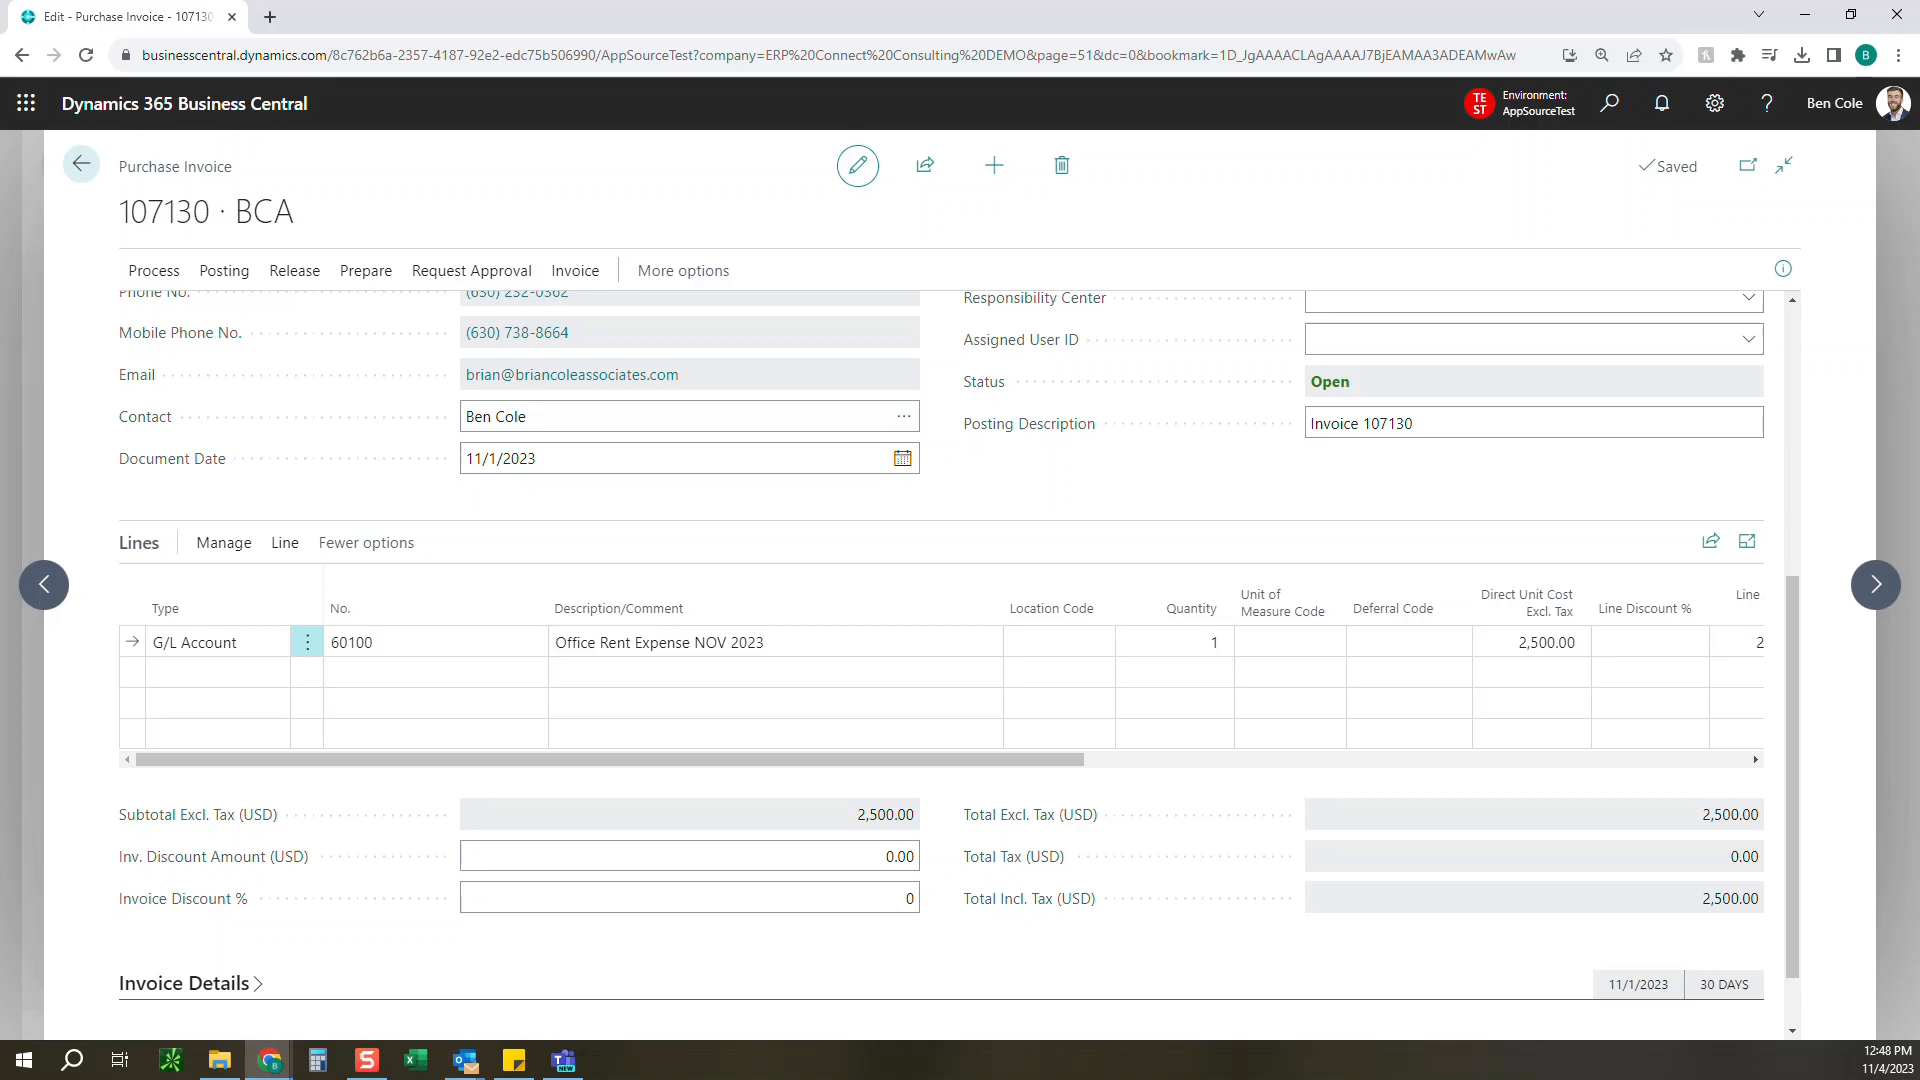 Edit - Purchase Invoice - 107130
businesscentral.dynamics.com/8c762b6a-2357-4187-92e2-edc75b506990/AppSourceTest?company=ERP%20Connect%20Consulting%20DEMO&page=51&dc=0&bookmark=1D_JgAAAACLAgAAAAJ7BjEAMAA3ADEAMwAw
B
Dynamics 365 Business Central
TE
ST
Environment:
AppSourceTest
Ben Cole
Purchase Invoice
Saved
107130 · BCA
Process Posting Release Prepare Request Approval Invoice More options
Phone No. (630) 232-0362
Responsibility Center
Mobile Phone No. (630) 738-8664
Assigned User ID
Email brian@briancoleassociates.com
Status Open
Contact Ben Cole
Posting Description Invoice 107130
Document Date 11/1/2023
Lines Manage Line Fewer options
Type No. Description/Comment Location Code Quantity Unit of Measure Code Deferral Code Direct Unit Cost Excl. Tax Line Discount % Line
G/L Account 60100 Office Rent Expense NOV 2023 1 2,500.00 2
Subtotal Excl. Tax (USD) 2,500.00
Total Excl. Tax (USD) 2,500.00
Inv. Discount Amount (USD) 0.00
Total Tax (USD) 0.00
Invoice Discount % 0
Total Incl. Tax (USD) 2,500.00
Invoice Details
11/1/2023 30 DAYS
12:48 PM
11/4/2023